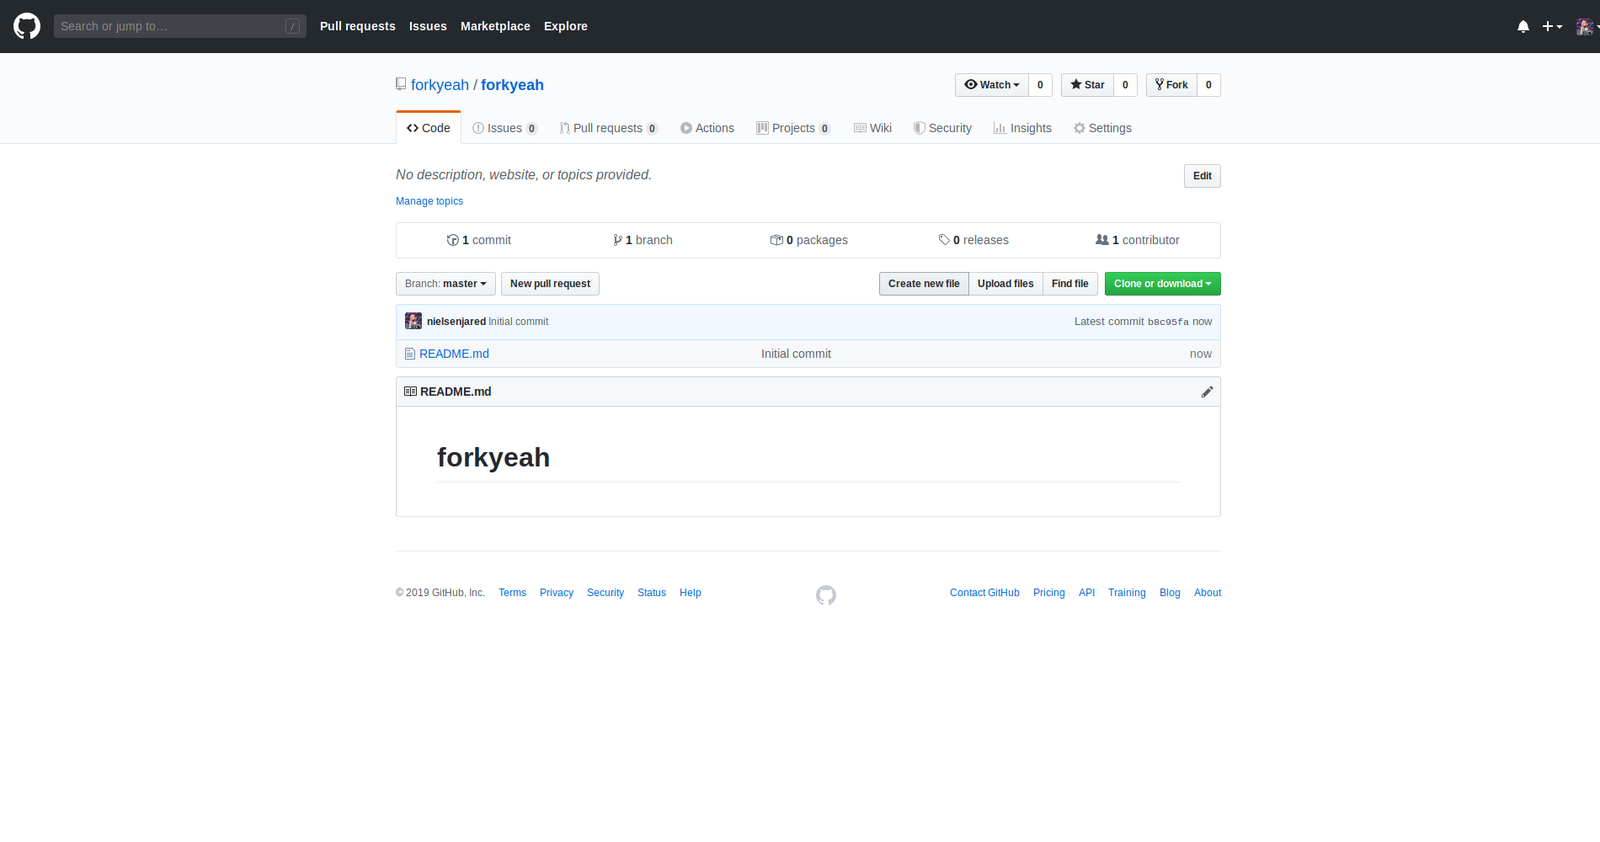 Search or jump to… / Pull requests Issues Marketplace Explore
forkyeah / forkyeah Watch 0 Star 0 Fork 0
Code Issues 0 Pull requests 0 Actions Projects 0 Wiki Security Insights Settings
No description, website, or topics provided. Edit
Manage topics
1 commit 1 branch 0 packages 0 releases 1 contributor
Branch: master New pull request Create new file Upload files Find file Clone or download
nielsenjared Initial commit Latest commit b8c95fa now
README.md Initial commit now
README.md
forkyeah
© 2019 GitHub, Inc. Terms Privacy Security Status Help Contact GitHub Pricing API Training Blog About